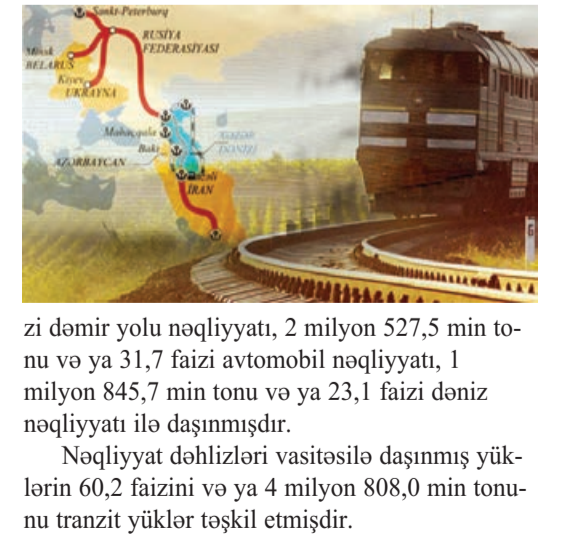 Sankt-Peterburq
RUSİYA
FEDERASİYASI
Minsk
BELARUS
Kiyev
UKRAYNA
Mahaçqala
Bakı
XƏZƏR
DƏNİZİ
AZƏRBAYCAN
İRAN
zi dəmir yolu nəqliyyatı, 2 milyon 527,5 min to-
nu və ya 31,7 faizi avtomobil nəqliyyatı, 1
milyon 845,7 min tonu və ya 23,1 faizi dəniz
nəqliyyatı ilə daşınmışdır.
Nəqliyyat dəhlizləri vasitəsilə daşınmış yük-
lərin 60,2 faizini və ya 4 milyon 808,0 min tonu-
nu tranzit yüklər təşkil etmişdir.